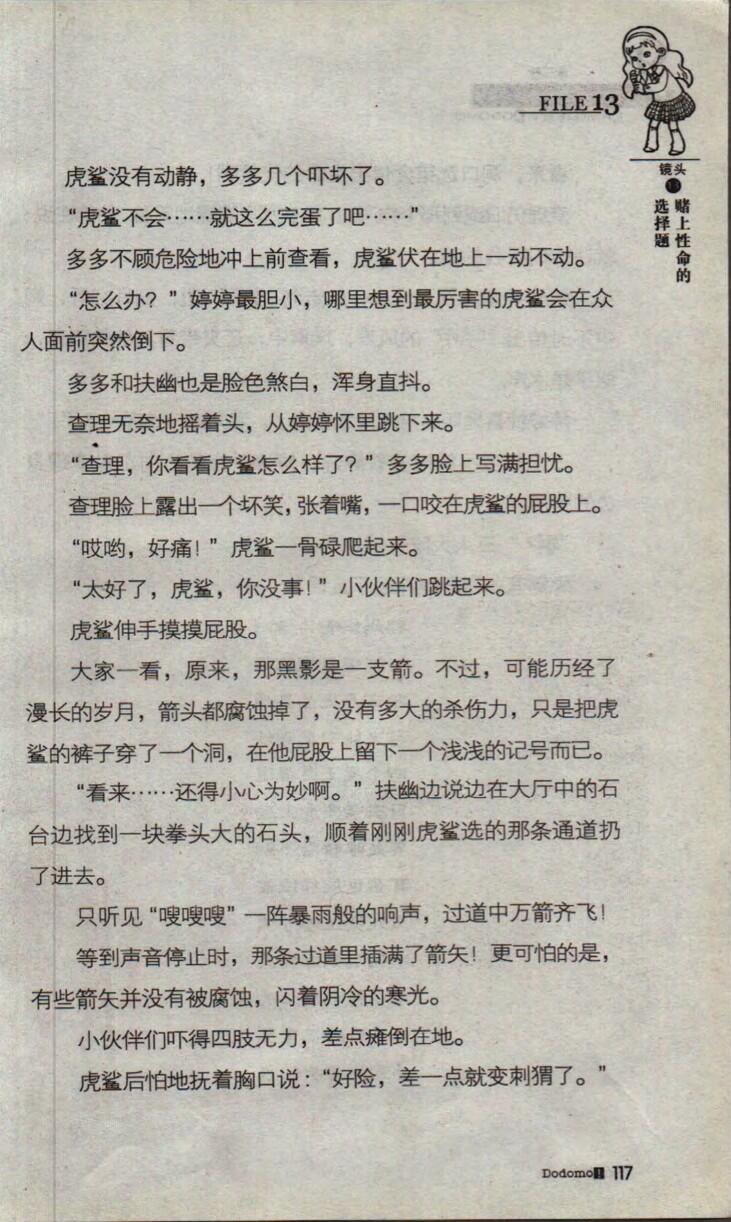 FILE 13
镜头
13
赌上性命的
选择题
虎鲨没有动静，多多几个吓坏了。
“虎鲨不会……就这么完蛋了吧……”
多多不顾危险地冲上前查看，虎鲨伏在地上一动不动。
“怎么办？”婷婷最胆小，哪里想到最厉害的虎鲨会在众
人面前突然倒下。
多多和扶幽也是脸色煞白，浑身直抖。
查理无奈地摇着头，从婷婷怀里跳下来。
“查理，你看看虎鲨怎么样了？”多多脸上写满担忧。
查理脸上露出一个坏笑，张着嘴，一口咬在虎鲨的屁股上。
“哎哟，好痛！”虎鲨一骨碌爬起来。
“太好了，虎鲨，你没事！”小伙伴们跳起来。
虎鲨伸手摸摸屁股。
大家一看，原来，那黑影是一支箭。不过，可能历经了
漫长的岁月，箭头都腐蚀掉了，没有多大的杀伤力，只是把虎
鲨的裤子穿了一个洞，在他屁股上留下一个浅浅的记号而已。
“看来……还得小心为妙啊。”扶幽边说边在大厅中的石
台边找到一块拳头大的石头，顺着刚刚虎鲨选的那条通道扔
了进去。
只听见“嗖嗖嗖”一阵暴雨般的响声，过道中万箭齐飞！
等到声音停止时，那条过道里插满了箭矢！更可怕的是，
有些箭矢并没有被腐蚀，闪着阴冷的寒光。
小伙伴们吓得四肢无力，差点瘫倒在地。
虎鲨后怕地抚着胸口说：“好险，差一点就变刺猬了。”
Dodomo! 117